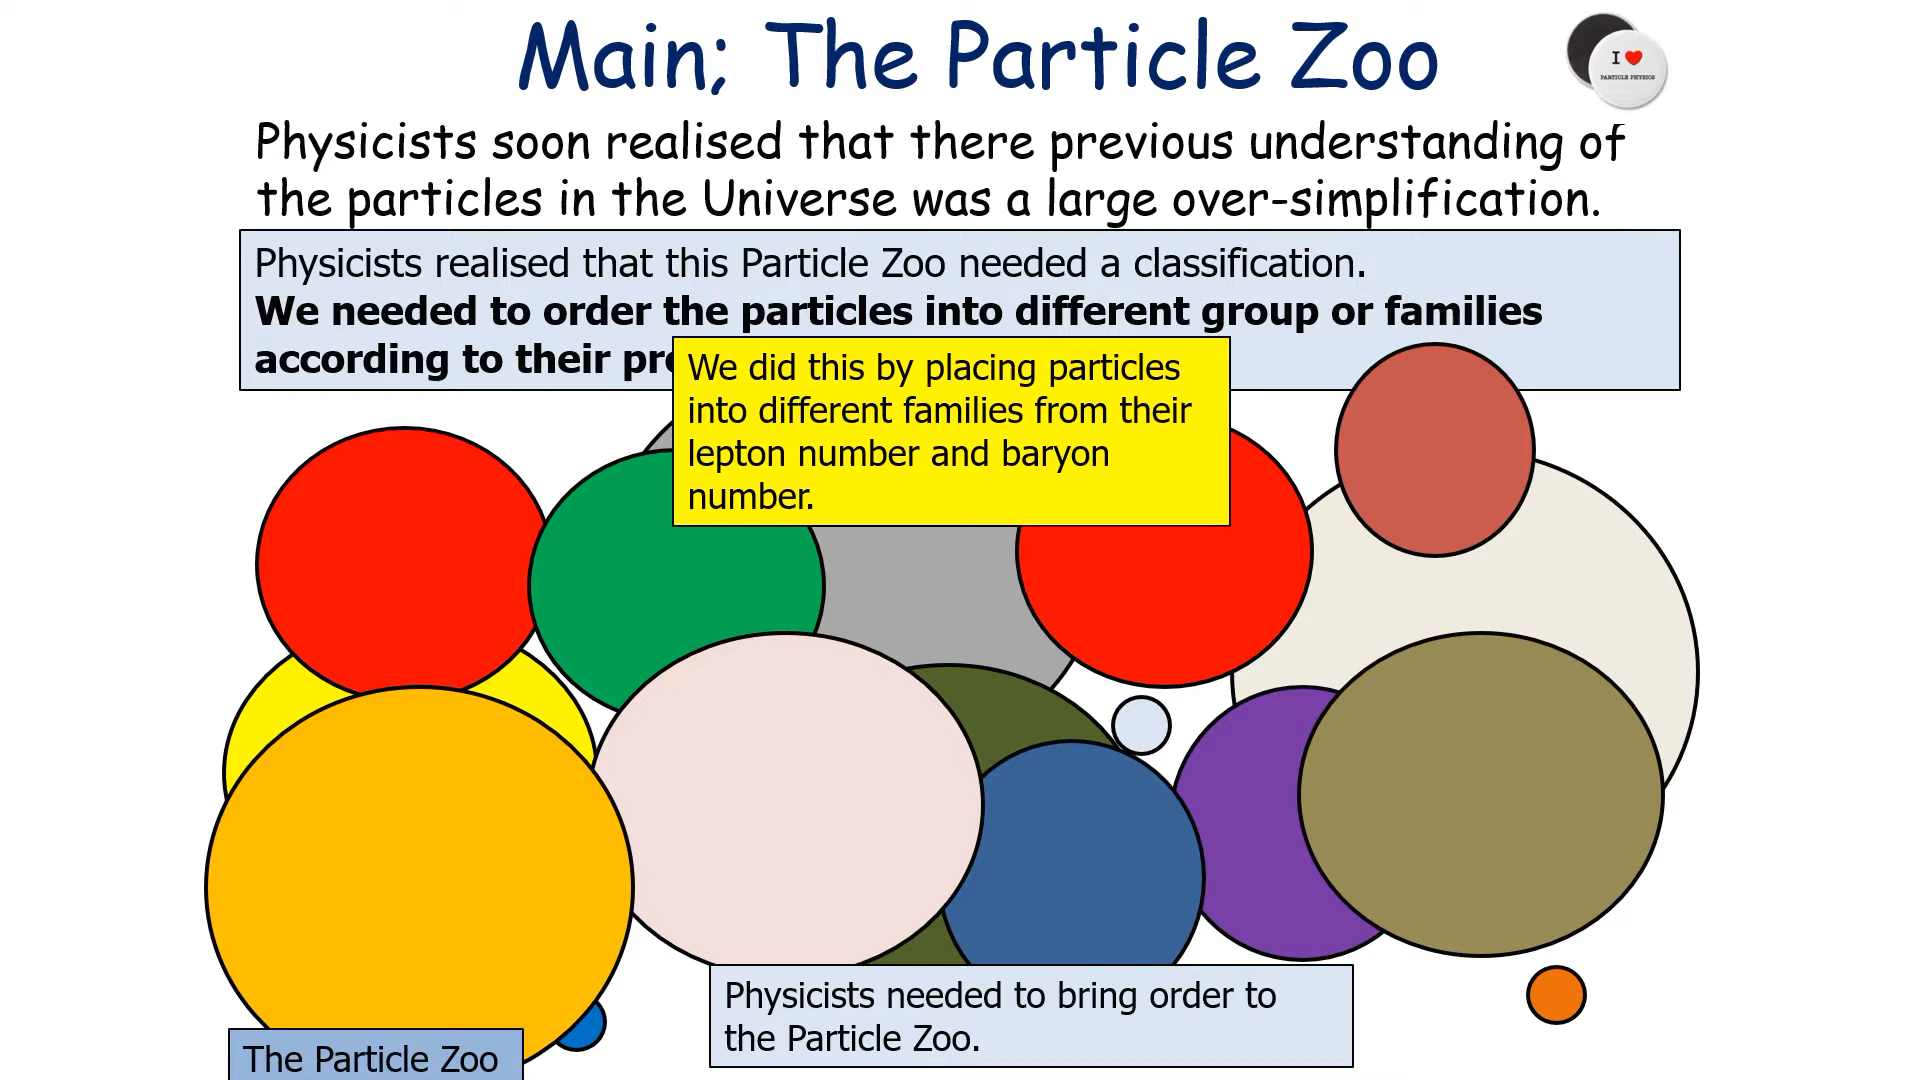 Main; The Particle Zoo
I ❤ 
PARTICLE PHYSICS
Physicists soon realised that there previous understanding of
the particles in the Universe was a large over-simplification.
Physicists realised that this Particle Zoo needed a classification.
We needed to order the particles into different group or families
according to their
We did this by placing particles
into different families from their
lepton number and baryon
number.
Physicists needed to bring order to
the Particle Zoo.
The Particle Zoo